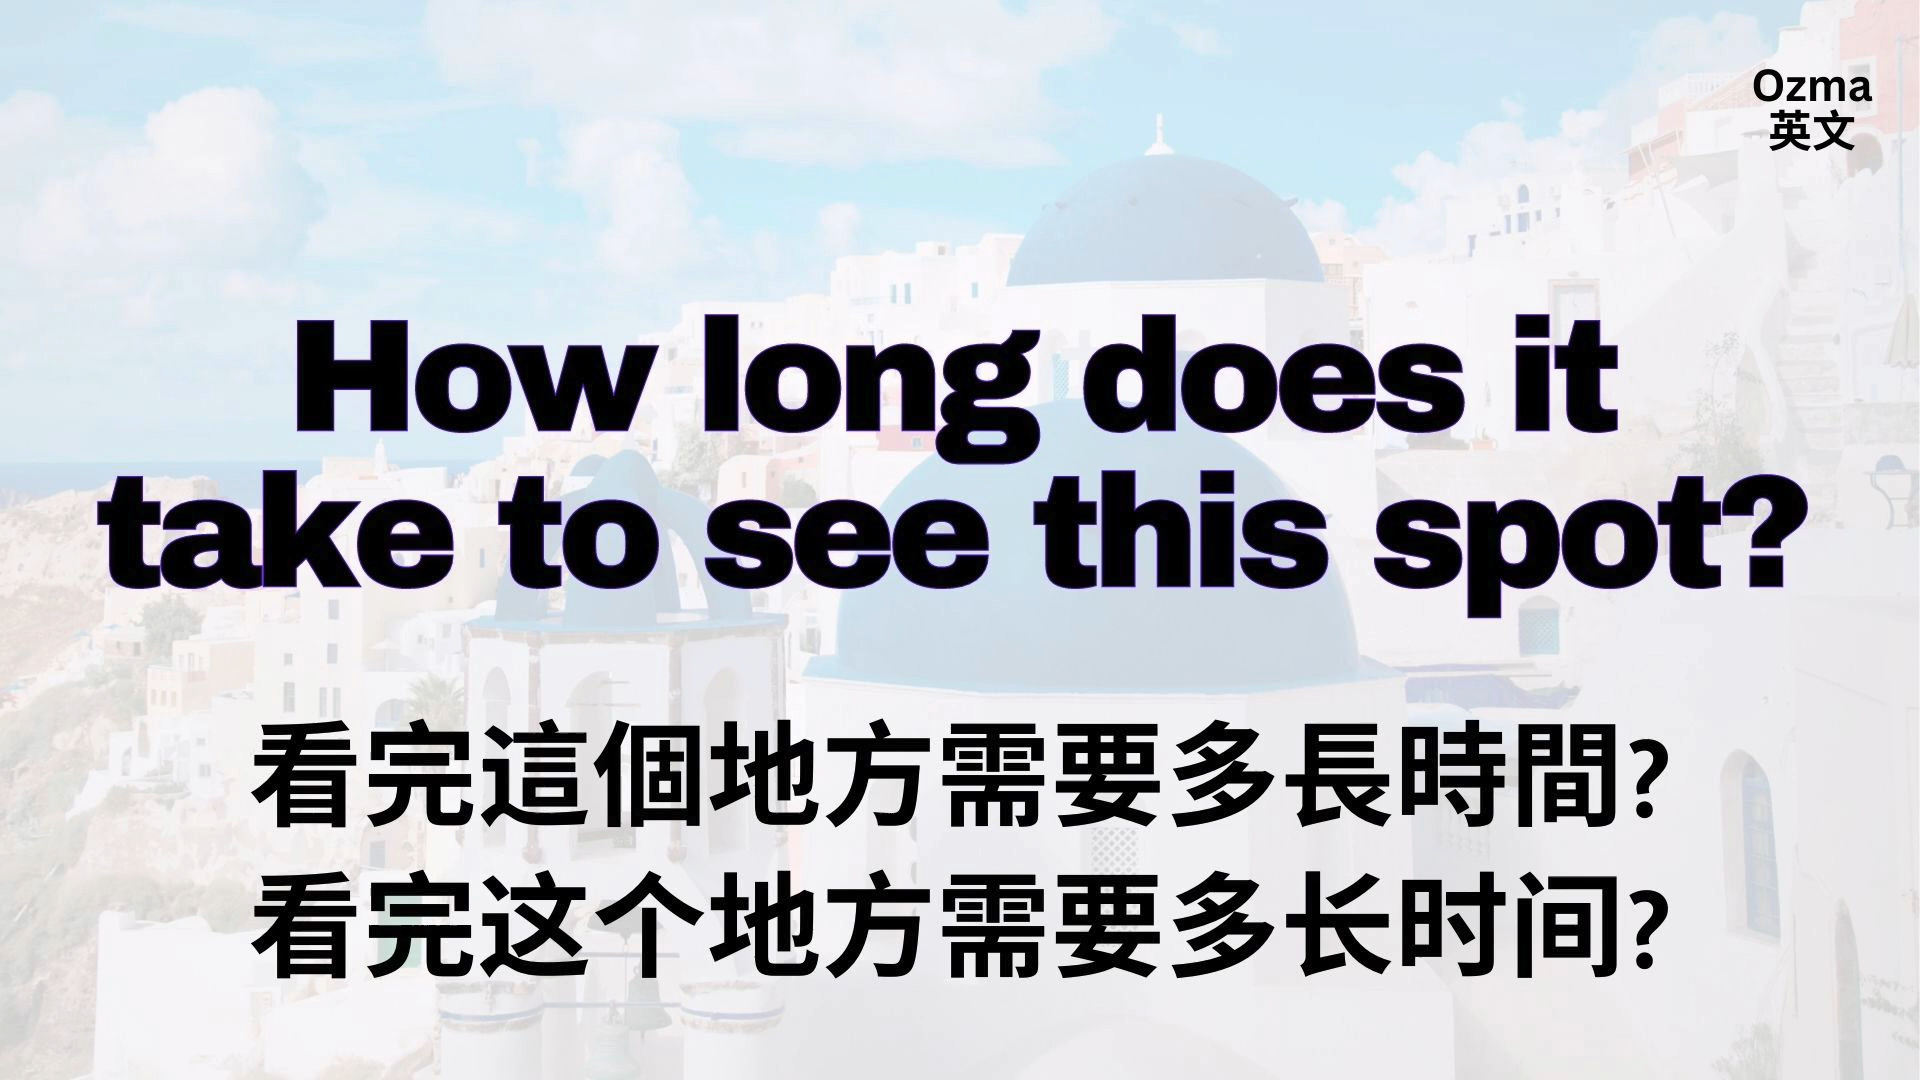 Ozma
英文
How long does it
take to see this spot?
看完這個地方需要多長時間?
看完这个地方需要多长时间?